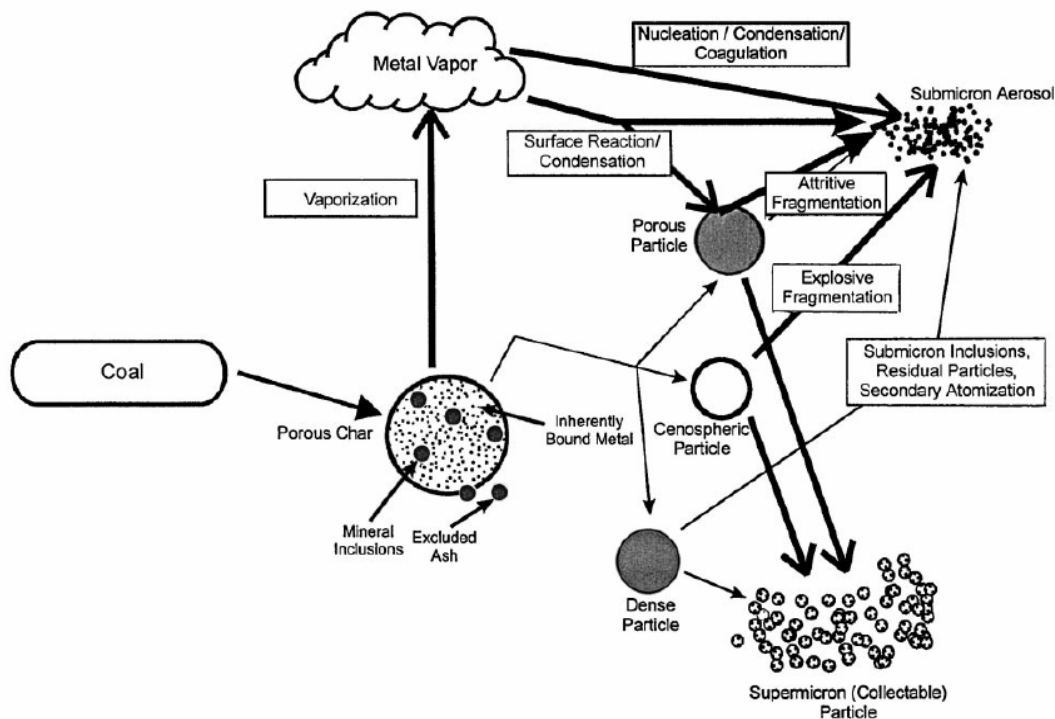 Nucleation / Condensation/
Coagulation
Metal Vapor
Submicron Aerosol
Surface Reaction/
Condensation
Vaporization
Attritive
Fragmentation
Porous
Particle
Explosive
Fragmentation
Coal
Submicron Inclusions,
Residual Particles,
Secondary Atomization
Porous Char
Inherently
Bound Metal
Cenospheric
Particle
Mineral
Inclusions
Excluded
Ash
Dense
Particle
Supermicron (Collectable)
Particle